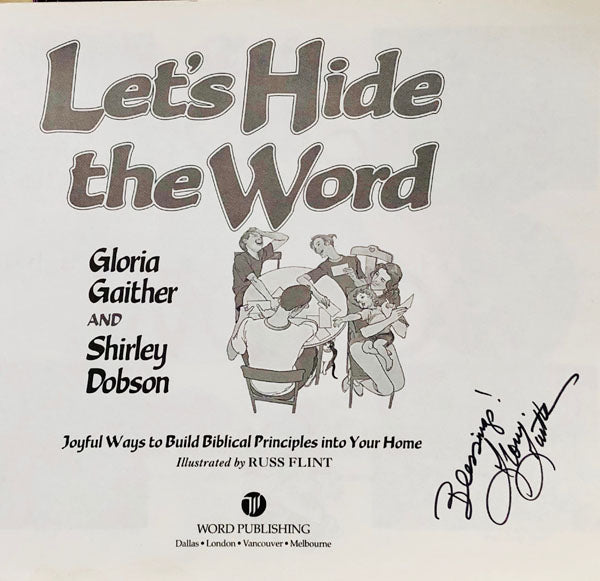 Let's Hide
the Word
Gloria
Gaither
AND
Shirley
Dobson
Joyful Ways to Build Biblical Principles into Your Home
Illustrated by RUSS FLINT
WORD PUBLISHING
Dallas • London • Vancouver • Melbourne
Blessings!
Gloria
Gaither